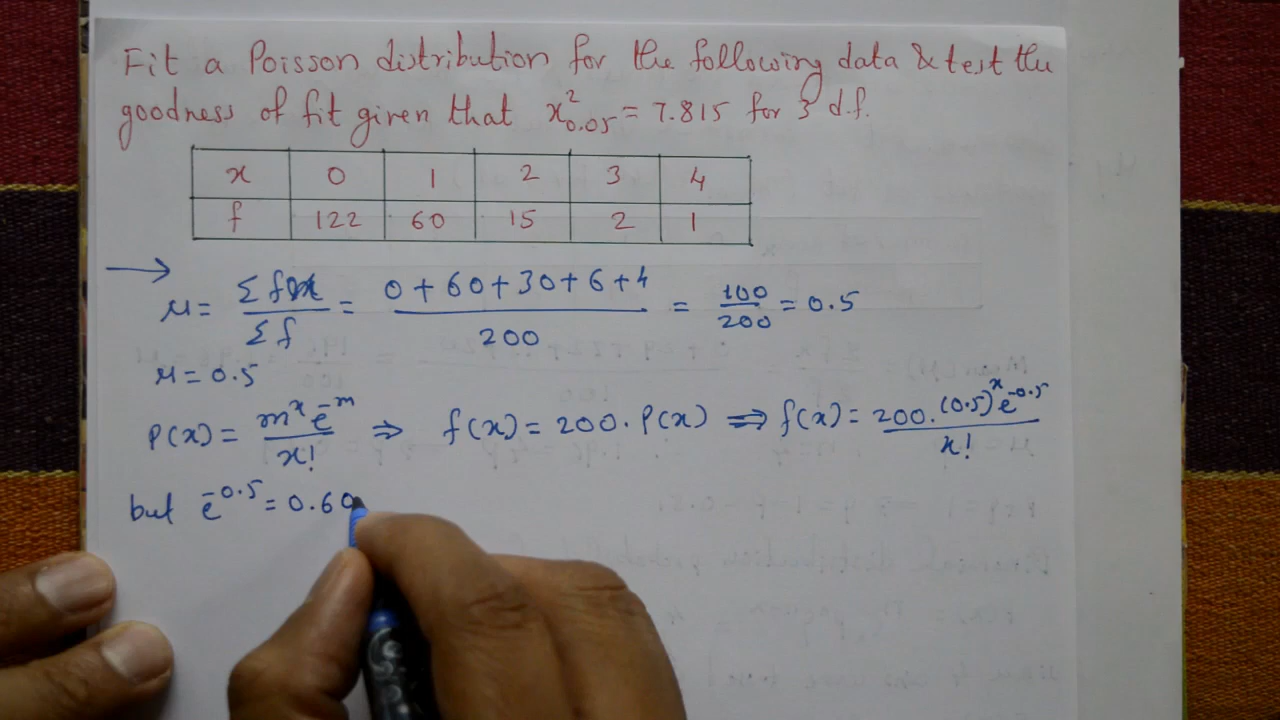 Fit a Poisson distribution for the following data & test the
goodness of fit given that x²0.05 = 7.815 for 3 d.f.
x 0 1 2 3 4
f 122 60 15 2 1
→ μ = Σfx / Σf = 0 + 60 + 30 + 6 + 4 / 200 = 100 / 200 = 0.5
μ = 0.5
P(x) = m^x e^-m / x! ⇒ f(x) = 200 . P(x) ⇒ f(x) = 200 . (0.5)^x e^-0.5 / x!
but e^-0.5 = 0.60